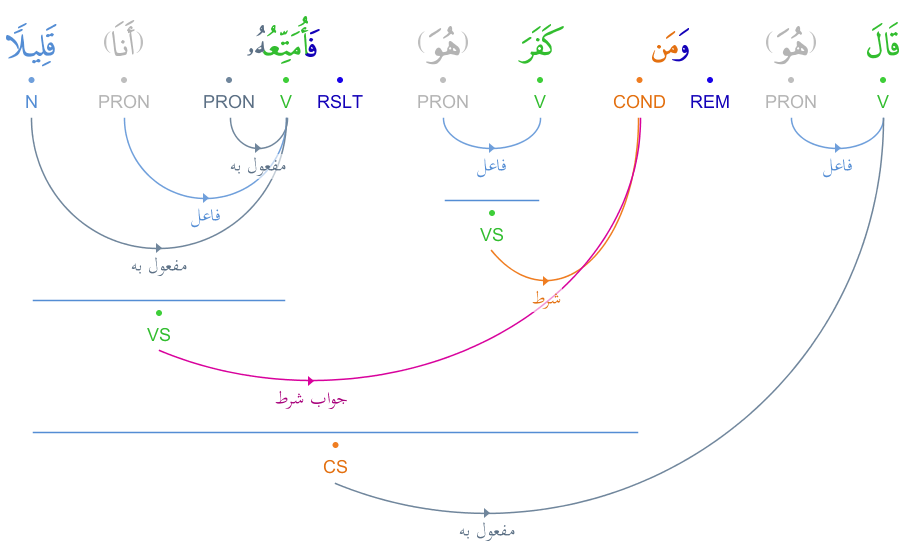 قَالَ (هُوَ) وَمَن كَفَرَ (هُوَ) فَأُمَتِّعُهُۥ (أَنَا) قَلِيلًا
V PRON REM COND V PRON RSLT V PRON PRON N
فاعل فاعل مفعول به
فاعل
VS
مفعول به
شرط
VS
جواب شرط
CS
مفعول به